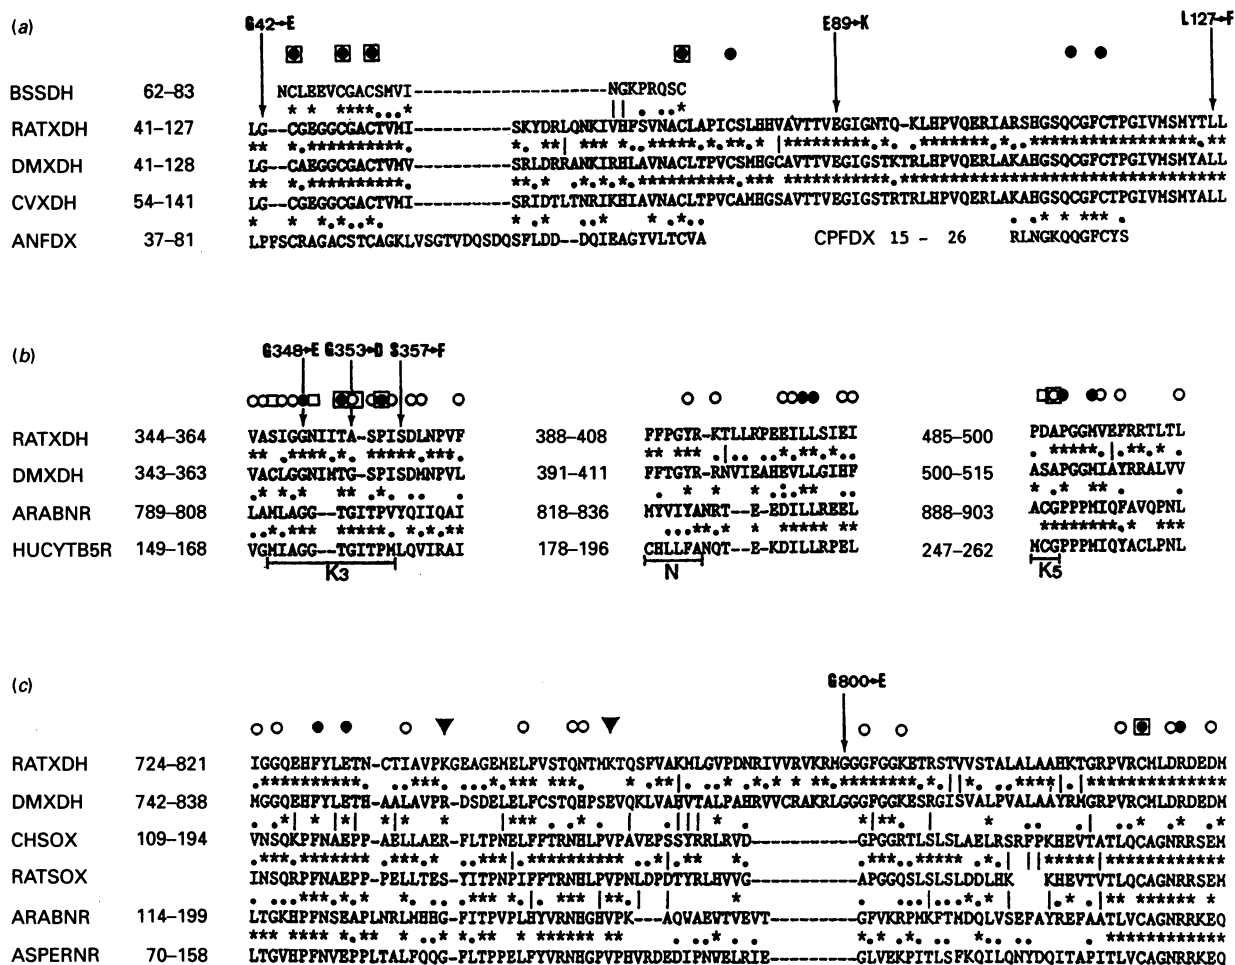 (a)
G42→E E89→K L127→F
BSSDH 62–83 NCLEEVCGACSMVI--------------------NGKPRQSC
RATXDH 41–127 LG--CGEGGCGACTVMI----------SKYDRLQNKIVHFSVNACLAPICSLHHVAVTTVEGIGNTQ-KLHPVQERIARSHGSQCGFCTPGIVMSMYTLL
DMXDH 41–128 LG--CAEGGCGACTVMV----------SRLDRRANKIRHLAVNACLTPVCSMHGCAVTTVEGIGSTKTRLHPVQERLAKAHGSQCGFCTPGIVMSMYALL
CVXDH 54–141 LG--CGEGGCGACTVMI----------SRIDTLTNRIKHIAVNACLTPVCAMHGSAVTTVEGIGSTRTRLHPVQERLAKAHGSQCGFCTPGIVMSMYALL
ANFDX 37–81 LPFSCRAGACSTCAGKLVSGTVDQSDQSFLDD--DQIEAGYVLTCVA CPFDX 15 – 26 RLNGKQQGFCYS
(b)
G348→E G353→D S357→F
RATXDH 344–364 VASIGGNIITA-SPISDLNPVF 388–408 FFPGYR-KTLLRPEEILLSIEI 485–500 PDAPGGMVEFRRTLTL
DMXDH 343–363 VACLGGNIMTG-SPISDMNPVL 391–411 FFTGYR-RNVIEAHEVLLGIHF 500–515 ASAPGGMIAYRRALVV
ARABNR 789–808 LAMLAGG--TGITPVYQIIQAI 818–836 MYVIYANRT--E-EDILLREEL 888–903 ACGPPPMIQFAVQPNL
HUCYTB5R 149–168 VGMIAGG--TGITPMLQVIRAI 178–196 CHLLFANQT--E-KDILLRPEL 247–262 MCGPPPMIQYACLPNL
K3 N K5
(c)
G800→E
RATXDH 724–821 IGGQEHFYLETN-CTIAVPKGEAGEMELFVSTQNTMKTQSFVAKMLGVPDNRIVVRVKRMGGGFGGKETRSTVVSTALALAAHKTGRPVRCMLDRDEDM
DMXDH 742–838 MGGQEHFYLETH-AALAVPR-DSDELELFCSTQHPSEVQKLVAHVTALPAHRVVCRAKRLGGGFGGKESRGISVALPVALAAYRMGRPVRCMLDRDEDM
CHSOX 109–194 VNSQKPFNAEPP-AELLAER-FLTPNELFFTRNHLPVPAVEPSSYRRLRVD-----------GPGGRTLSLSLAELRSRFPKHEVTATLQCAGNRRSEM
RATSOX INSQRPFNAEPP-PELLTES-YITPNPIFFTRNHLPVPNLDPDTYRLHVVG-----------APGGQSLSLSLDDLHK KHEVTVTLQCAGNRRSEM
ARABNR 114–199 LTGKHPFNSEAPLNRLMHHG-FITPVPLHYVRNHGHVPK---AQVAEWTVEVT---------GFVKRPMKFTMDQLVSEFAYREFAATLVCAGNRRKEQ
ASPERNR 70–158 LTGVHPFNVEPPLTALFQQG-FLTPPELFYVRNHGPVPHVRDEDIPNWELRIE---------GLVEKPITLSFKQILQNYDQITAPITLVCAGNRRKEQ